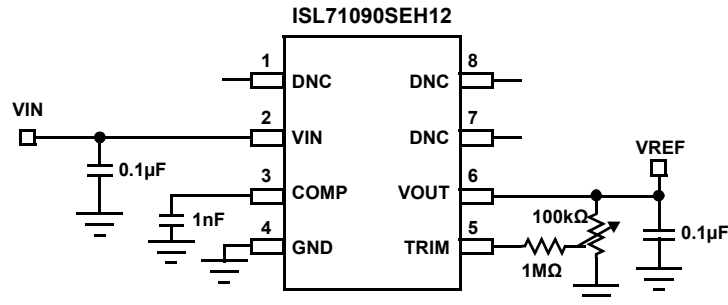 ISL71090SEH12
1
DNC
8
DNC
VIN
2
VIN
7
DNC
VREF
0.1µF
3
COMP
6
VOUT
1nF
100kΩ
4
GND
5
TRIM
1MΩ
0.1µF